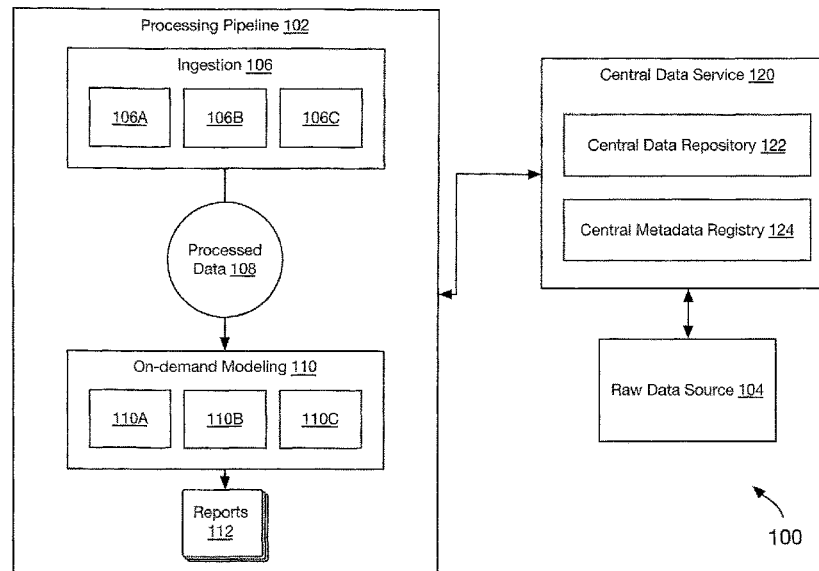 Processing Pipeline 102
Ingestion 106
106A
106B
106C
Processed
Data 108
On-demand Modeling 110
110A
110B
110C
Reports
112
Central Data Service 120
Central Data Repository 122
Central Metadata Registry 124
Raw Data Source 104
100